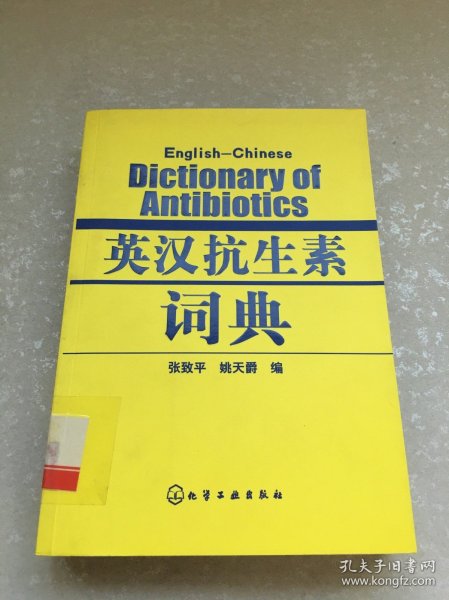 English—Chinese
Dictionary of
Antibiotics
英汉抗生素
词典
张致平 姚天爵 编
化学工业出版社
孔夫子旧书网
www.kongfz.com